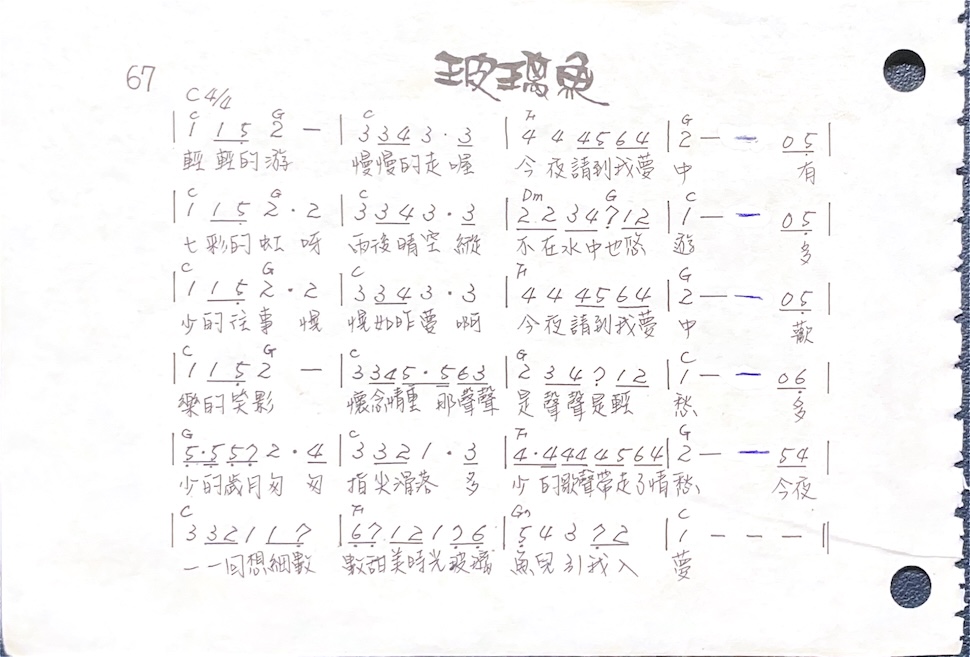 67
玻璃魚
C 4/4
C G C F G
| 1 1 5 2 — | 3 3 4 3 · 3 | 4 4 4 5 6 4 | 2 — — 0 5 |
輕 輕的 游 慢慢的走 喔 今 夜請到我夢 中 有
C G C Dm G C
| 1 1 5 2 · 2 | 3 3 4 3 · 3 | 2 2 3 4 7 1 2 | 1 — — 0 5 |
七 彩的 虹 呀 雨後晴空 縱 不 在水中也悠 遊 多
C G C F G
| 1 1 5 2 · 2 | 3 3 4 3 · 3 | 4 4 4 5 6 4 | 2 — — 0 5 |
少的 往事 恍 恍如昨夢 啊 今夜請到我夢 中 歡
C G C G C
| 1 1 5 2 — | 3 3 4 5 · 5 6 3 | 2 3 4 7 1 2 | 1 — — 0 6 |
樂的 笑影 懷念情重 那聲聲 是 聲聲是輕 愁 多
G C F G
| 5 · 5 5 7 2 · 4 | 3 3 2 1 · 3 | 4 · 4 4 4 4 5 6 4 | 2 — — 5 4 |
少 的歲月匆 匆 指尖滑落 多 少 的歌聲帶走了情愁 今夜
C F G7 C
| 3 3 2 1 1 7 | 6 7 1 2 1 7 6 | 5 4 3 7 2 | 1 — — — ||
一 一回想細數 數甜美時光玻璃 魚兒引我入 夢